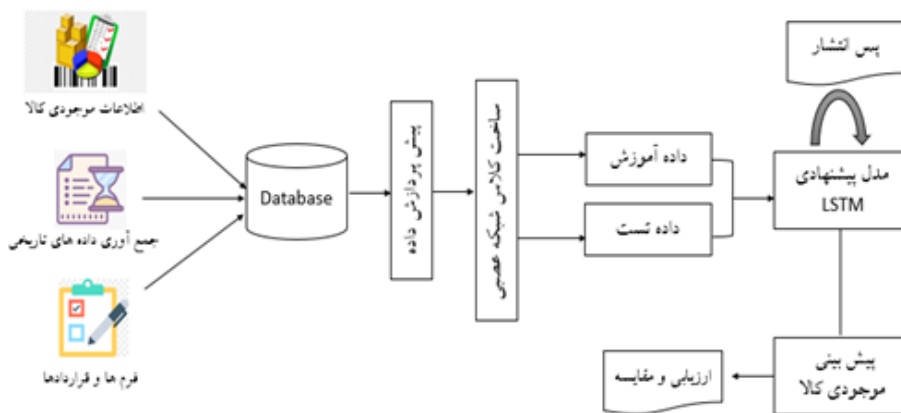 اطلاعات موجودی کالا
جمع آوری داده های تاریخی
فرم ها و قراردادها
Database
پیش پردازش داده
ساخت کلاس شبکه عصبی
داده آموزش
داده تست
پس انتشار
مدل پیشنهادی
LSTM
پیش بینی
موجودی کالا
ارزیابی و مقایسه